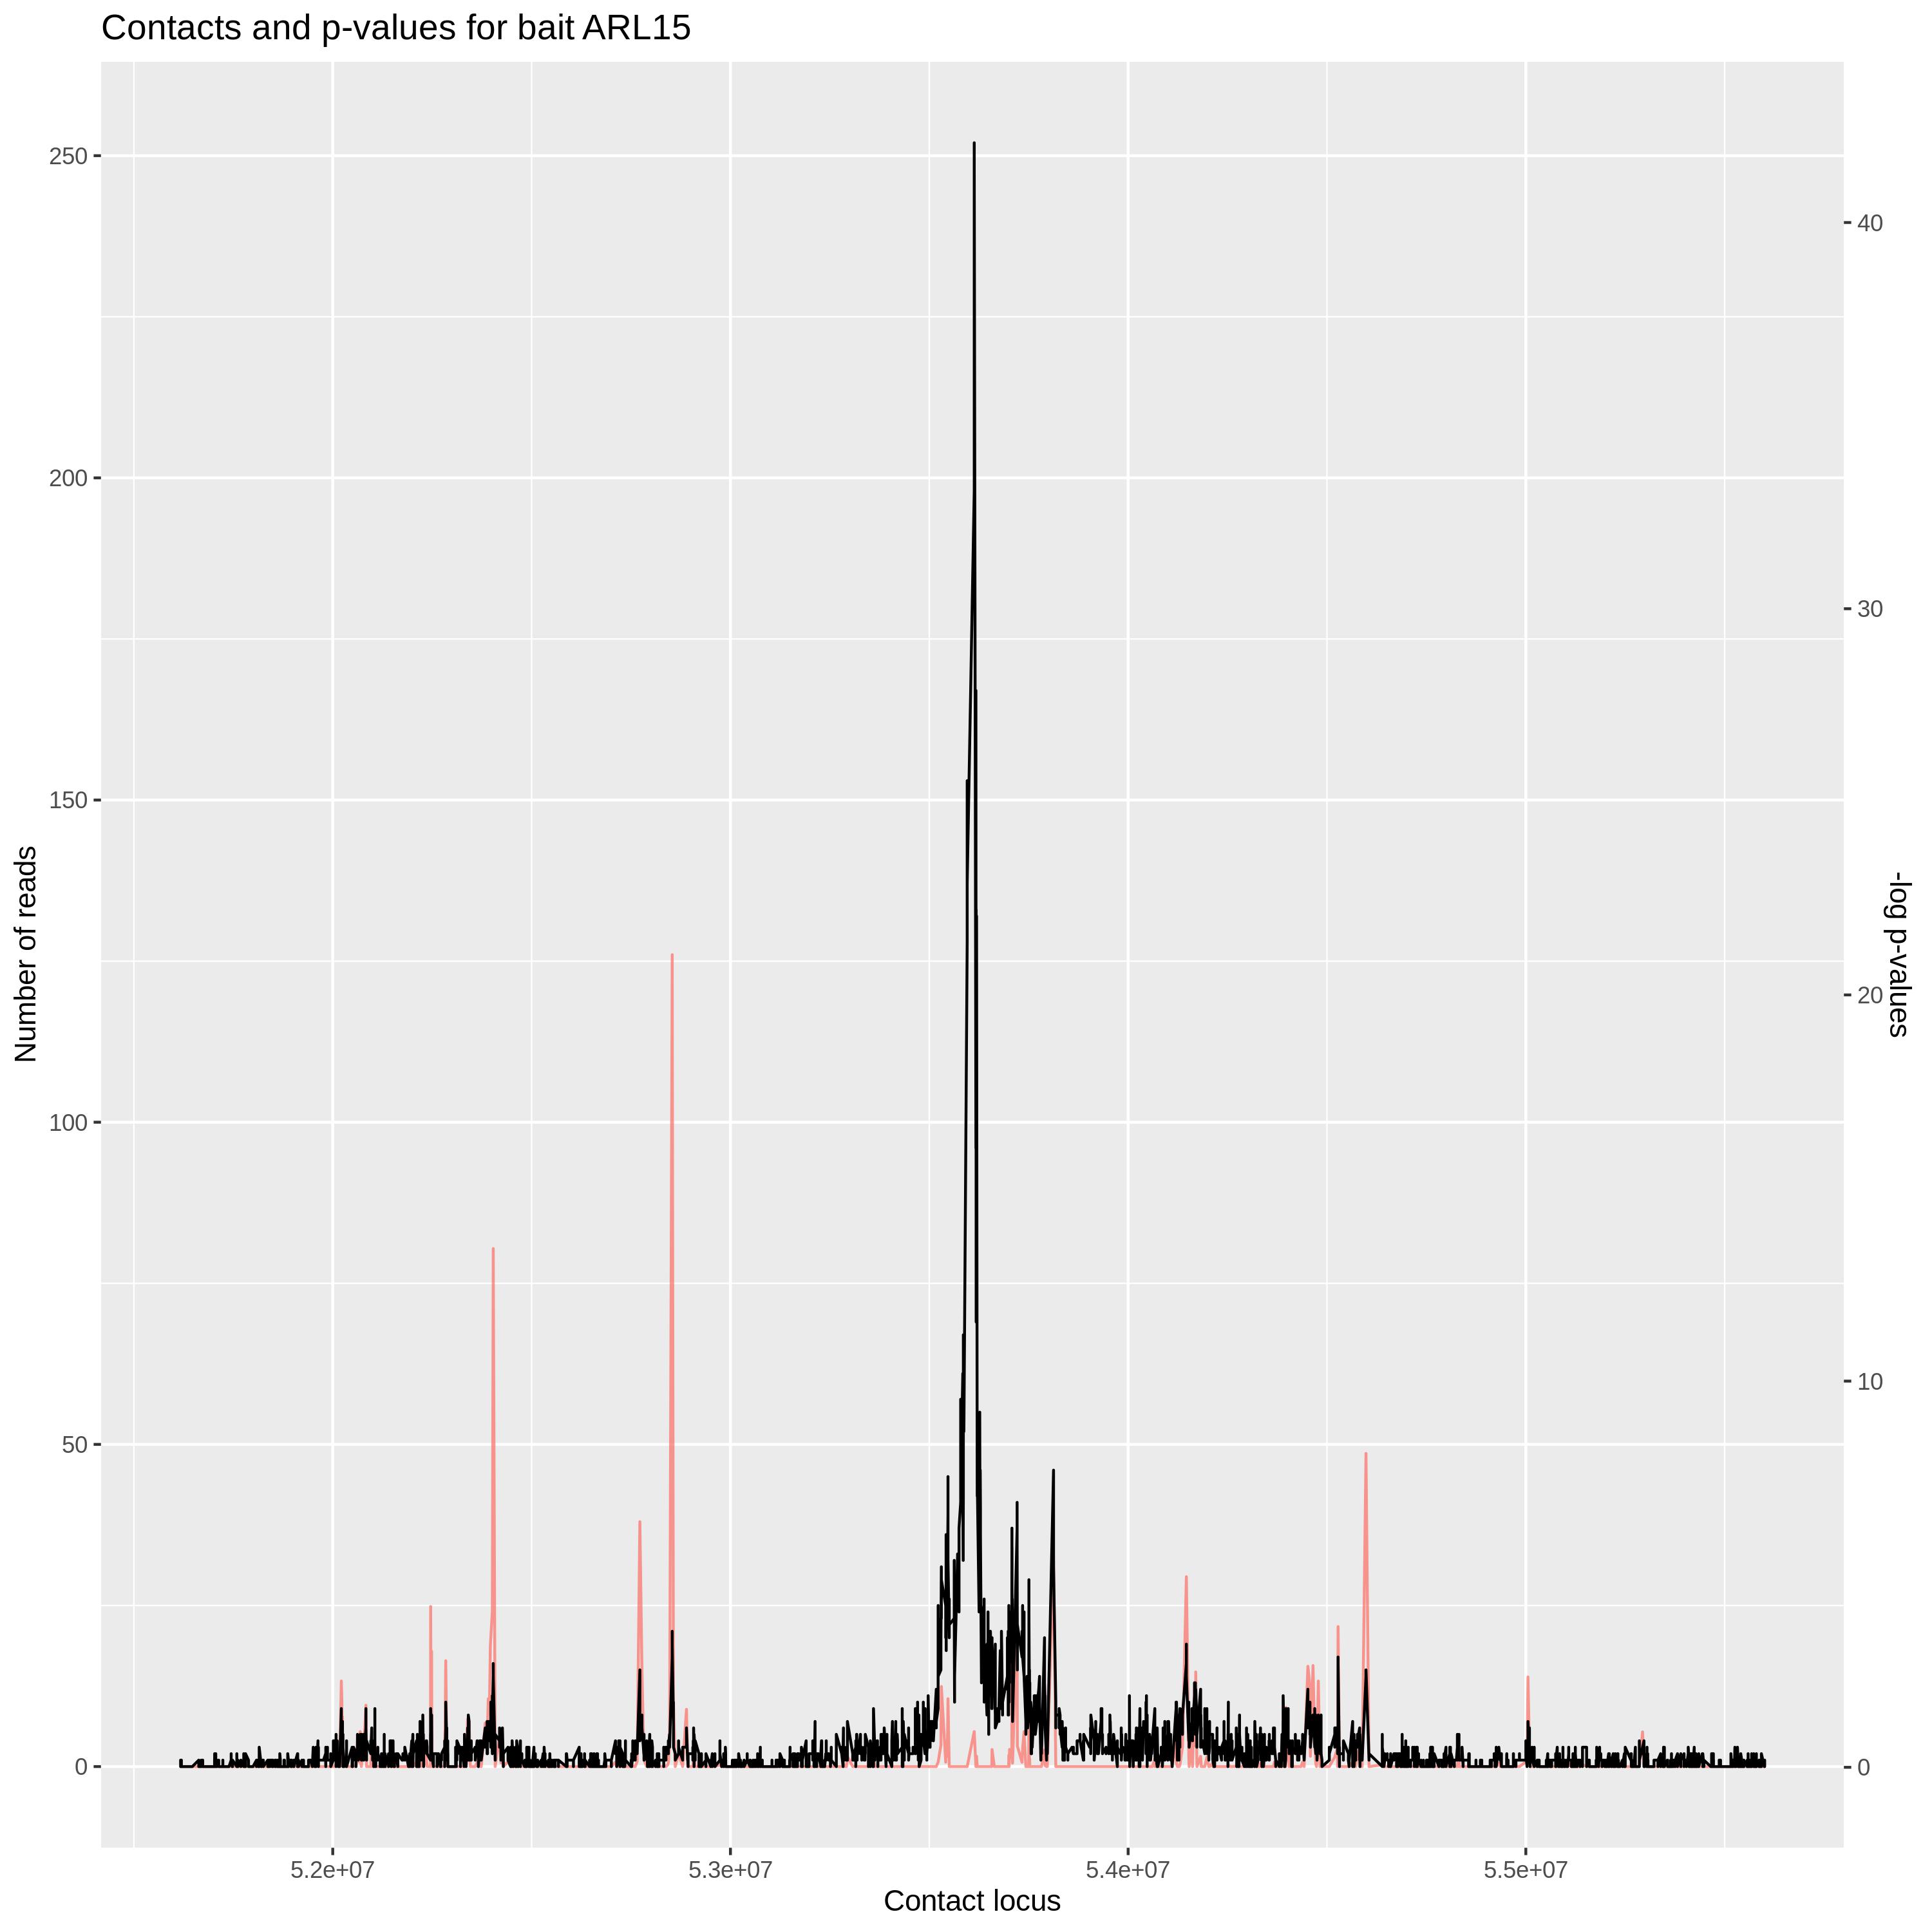 Contacts and p-values for bait ARL15
250
200
150
100
50
0
Number of reads
40
30
20
10
0
-log p-values
5.2e+07 5.3e+07 5.4e+07 5.5e+07
Contact locus